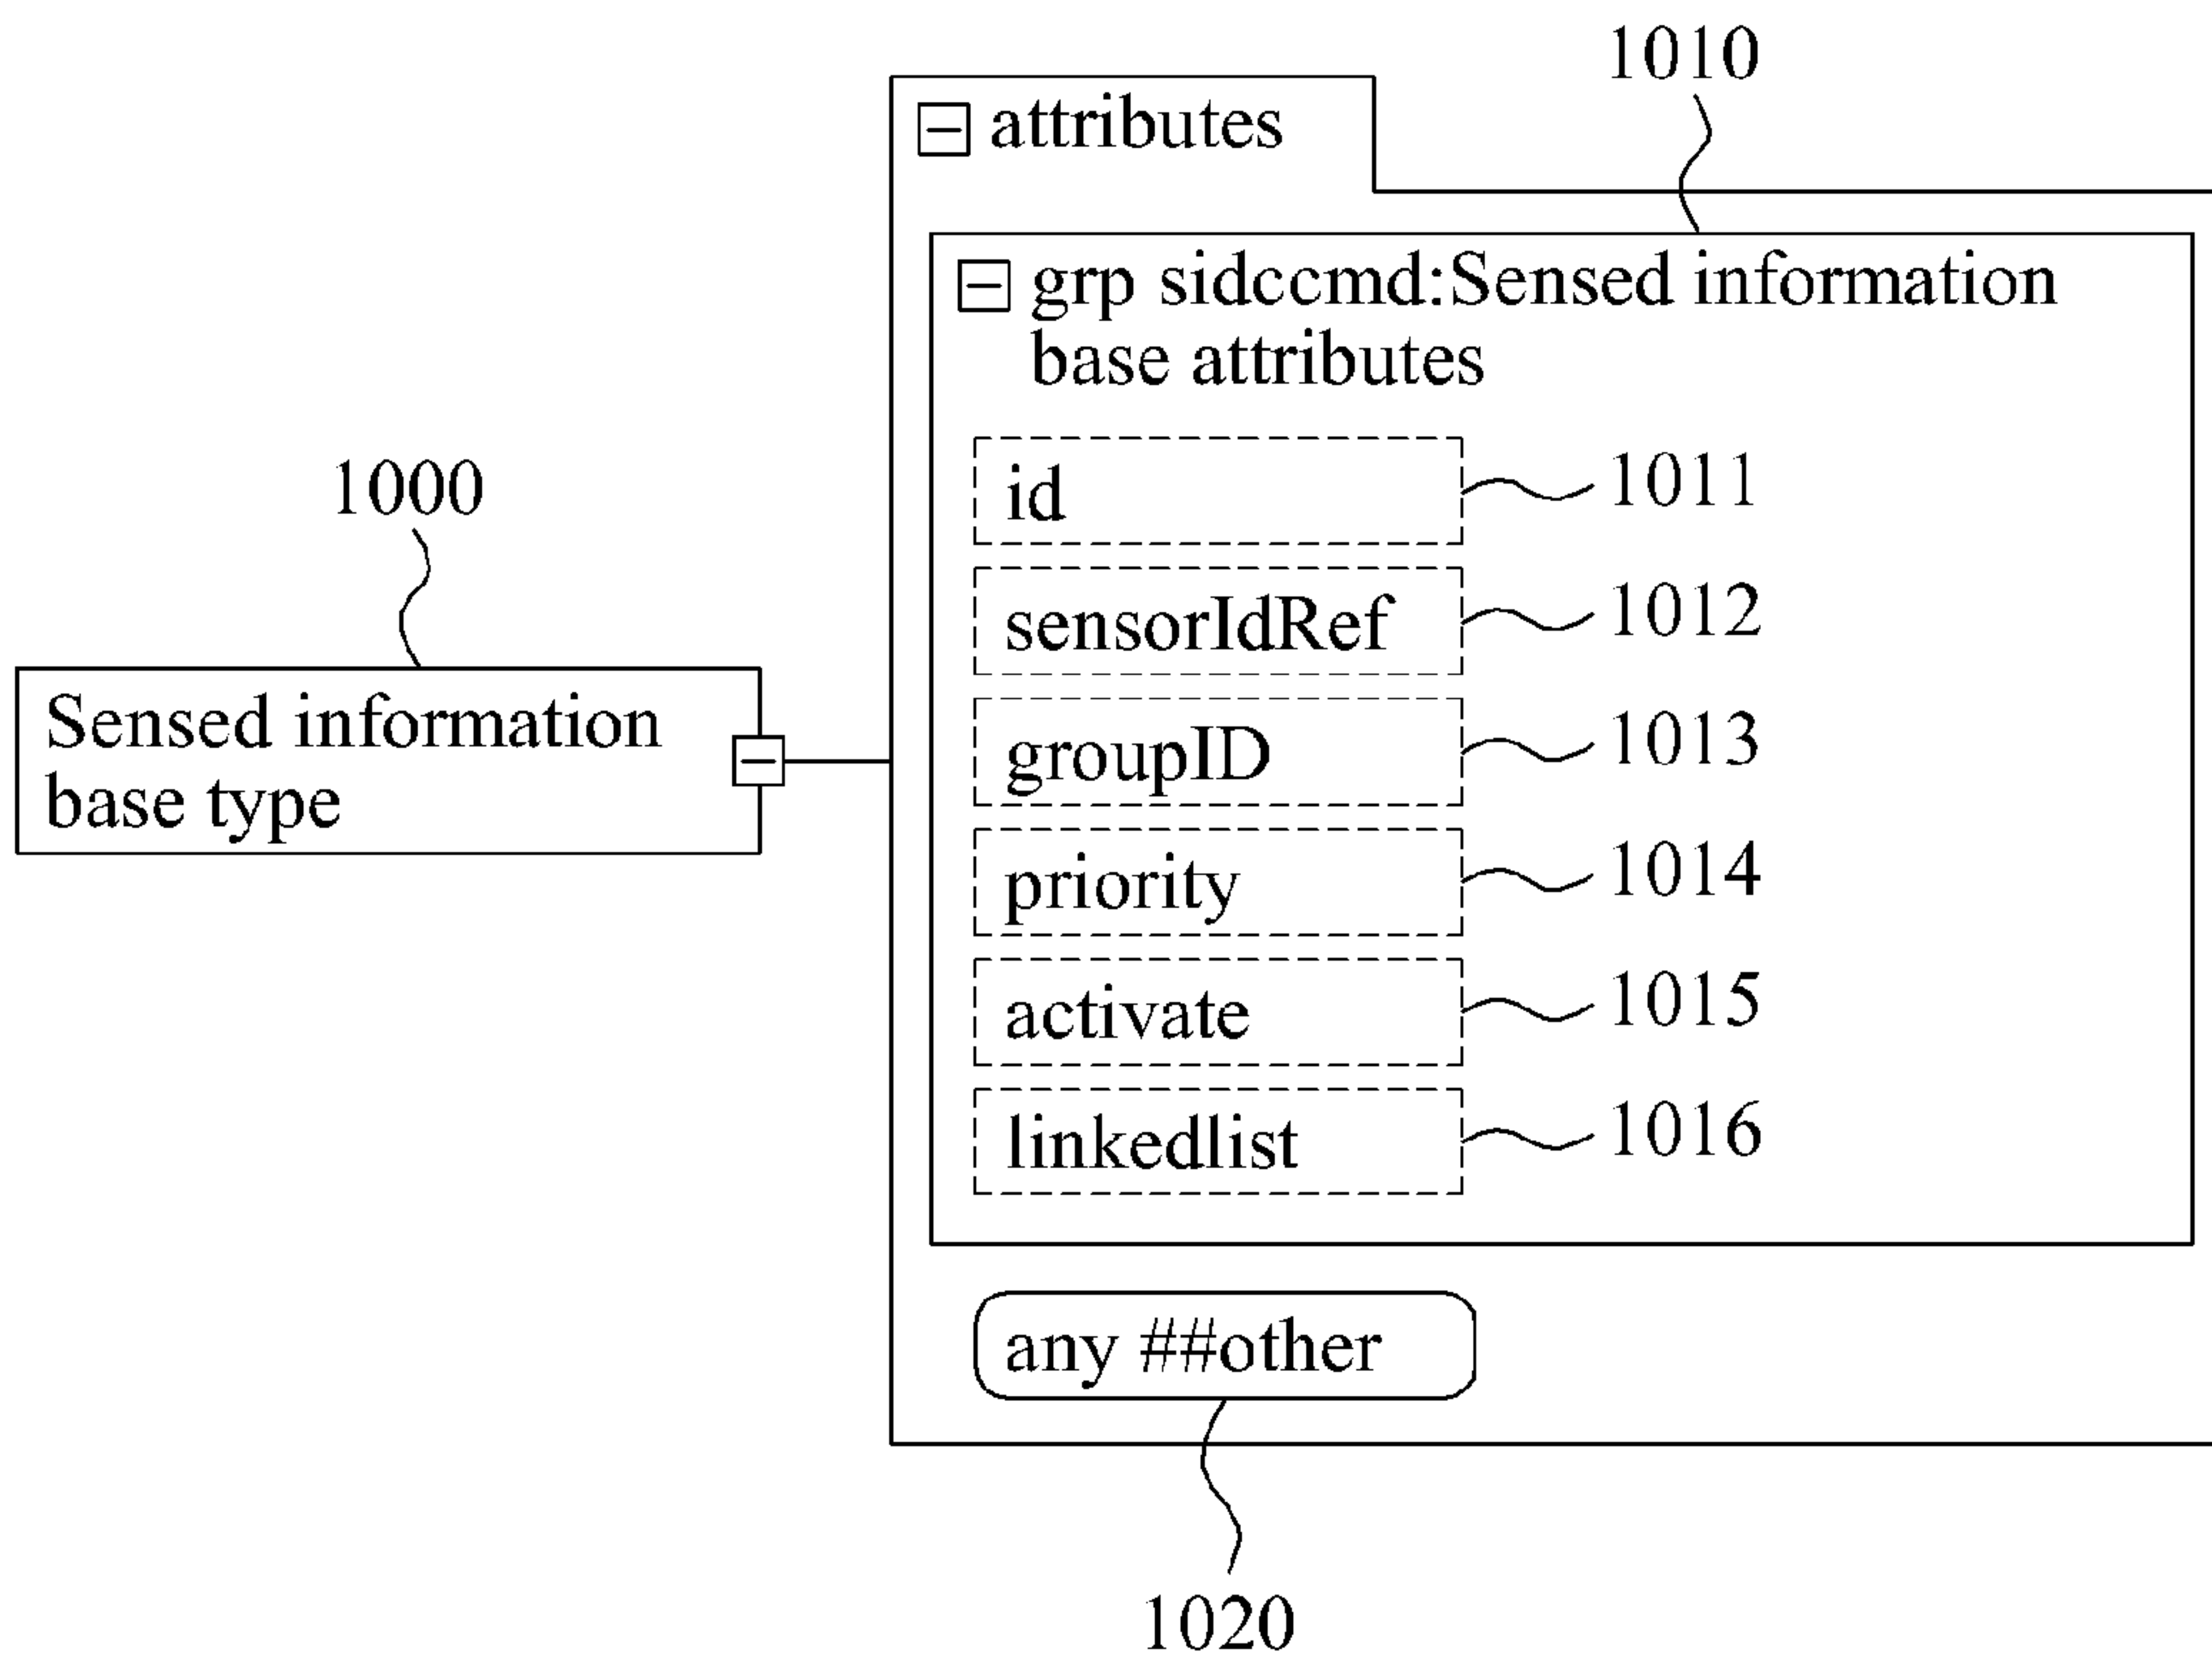 1010
attributes
grp sidccmd:Sensed information
base attributes
1000
id 1011
sensorIdRef 1012
Sensed information
base type
groupID 1013
priority 1014
activate 1015
linkedlist 1016
any ##other
1020